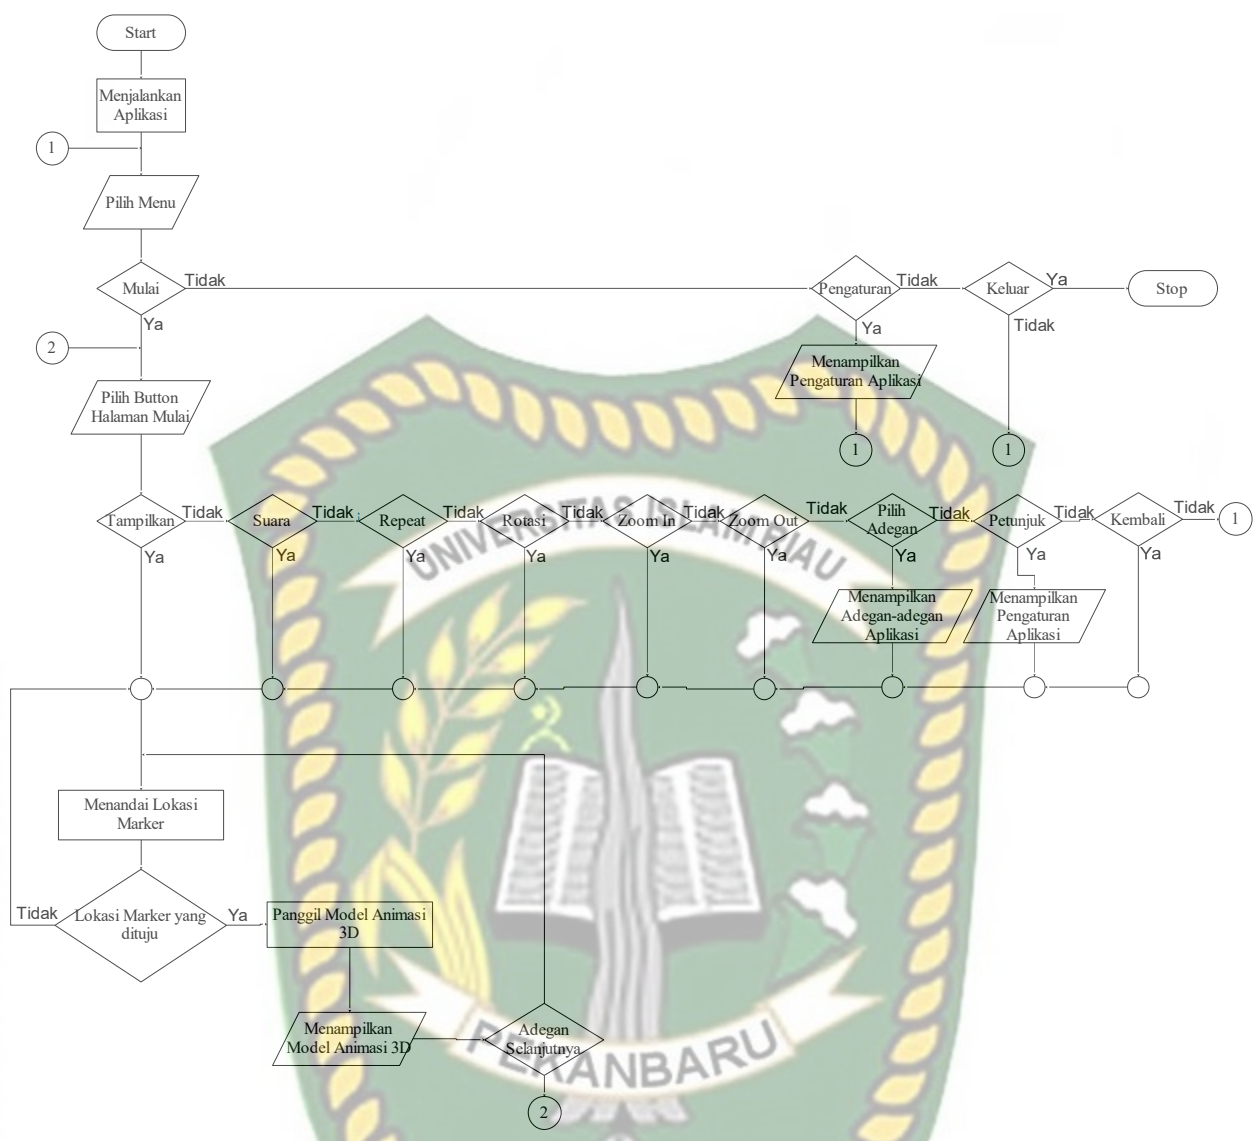 Start
Menjalankan
Aplikasi
1
Pilih Menu
Mulai
Tidak
Pengaturan
Tidak
Keluar
Ya
Stop
Ya
Ya
Tidak
2
Menampilkan
Pengaturan Aplikasi
Pilih Button
Halaman Mulai
1
1
Tampilkan
Tidak
Suara
Tidak
Repeat
Tidak
Rotasi
Tidak
Zoom In
Tidak
Zoom Out
Tidak
Pilih
Adegan
Tidak
Petunjuk
Tidak
Kembali
Tidak
1
Ya
Ya
Ya
Ya
Ya
Ya
Ya
Ya
Ya
UNIVERSITAS ISLAM RIAU
Menampilkan
Adegan-adegan
Aplikasi
Menampilkan
Pengaturan
Aplikasi
Menandai Lokasi
Marker
Tidak
Lokasi Marker yang
dituju
Ya
Panggil Model Animasi
3D
Menampilkan
Model Animasi 3D
Adegan
Selanjutnya
PEKANBARU
2